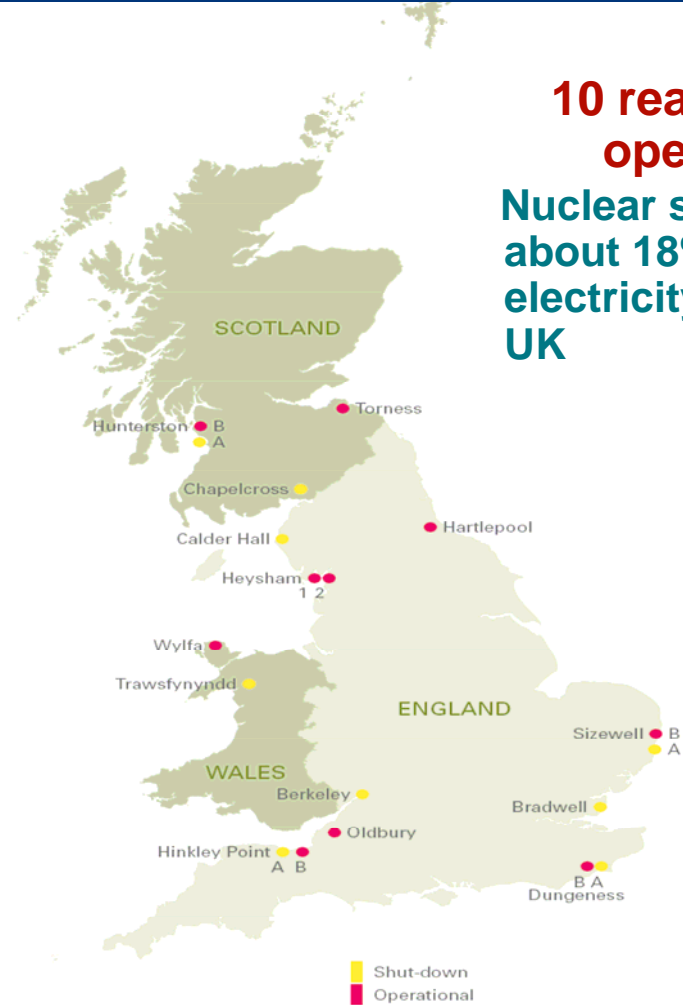 10 rea
ope
Nuclear s
about 18
electricity
UK
SCOTLAND
Torness
Hunterston B
A
Chapelcross
Hartlepool
Calder Hall
Heysham
1 2
Wylfa
Trawsfynyndd
ENGLAND
Sizewell B
A
WALES
Berkeley
Bradwell
Oldbury
Hinkley Point
A B
B A
Dungeness
Shut-down
Operational